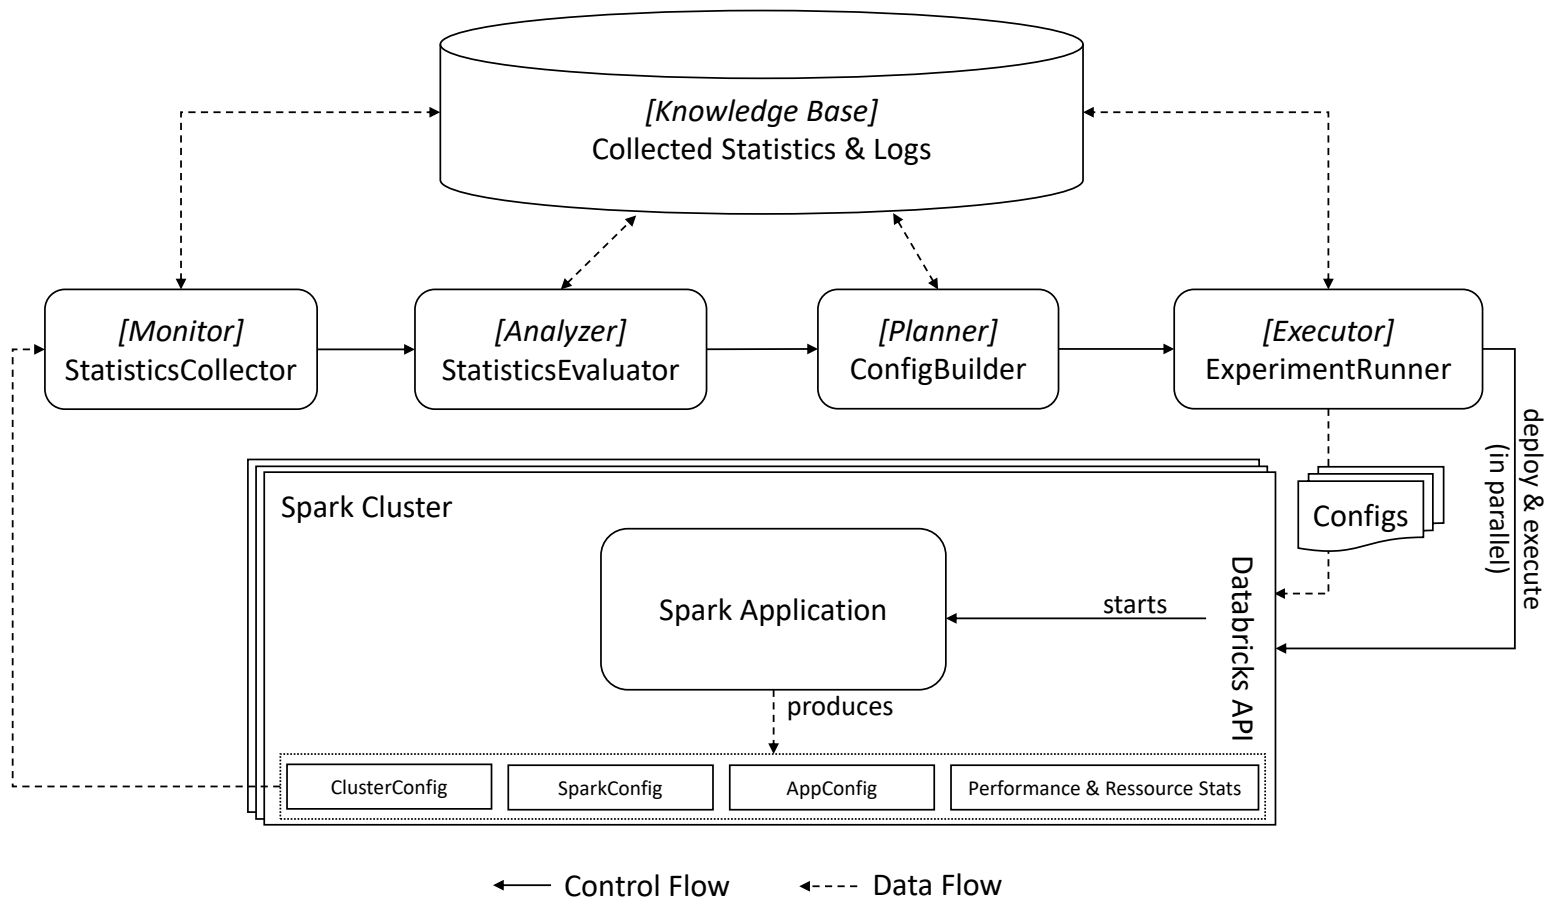 [Knowledge Base]
Collected Statistics & Logs
[Monitor]
StatisticsCollector
[Analyzer]
StatisticsEvaluator
[Planner]
ConfigBuilder
[Executor]
ExperimentRunner
deploy & execute
(in parallel)
Configs
Spark Cluster
Spark Application
starts
Databricks API
produces
ClusterConfig
SparkConfig
AppConfig
Performance & Ressource Stats
Control Flow
Data Flow